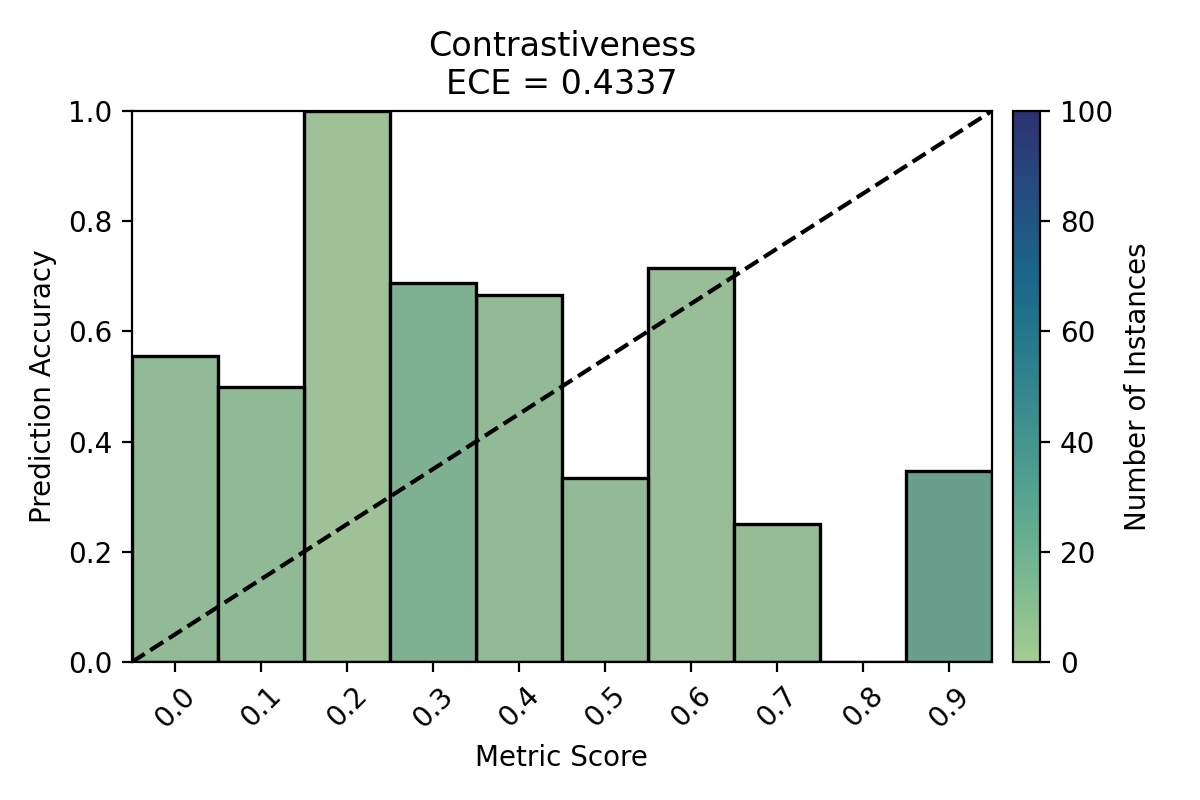 Contrastiveness
ECE = 0.4337
Prediction Accuracy
1.0
0.8
0.6
0.4
0.2
0.0
0.0 0.1 0.2 0.3 0.4 0.5 0.6 0.7 0.8 0.9
Metric Score
100
80
60
40
20
0
Number of Instances